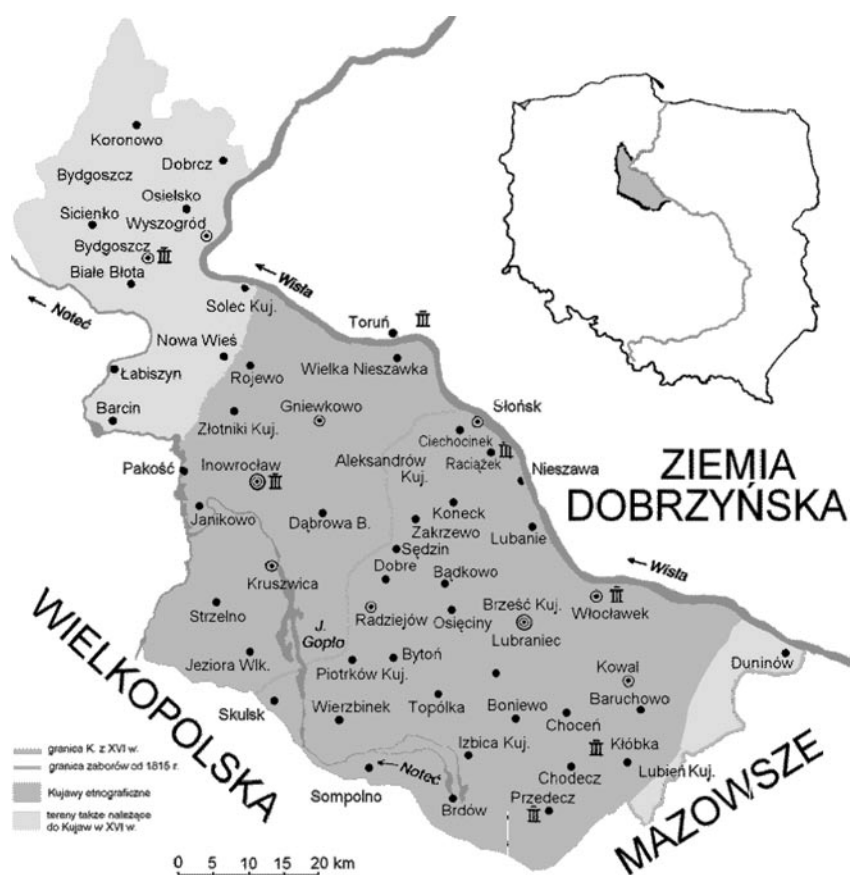 Koronowo
Dobrcz
Bydgoszcz
Osielsko
Sicienko
Wyszogród
Bydgoszcz
Białe Błota
← Noteć
Solec Kuj.
← Wisła
Toruń
Nowa Wieś
Łabiszyn
Rojewo
Wielka Nieszawka
Barcin
Złotniki Kuj.
Gniewkowo
Słońsk
Ciechocinek
Aleksandrów
Kuj.
Raciążek
Pakość
Inowrocław
Nieszawa
ZIEMIA
DOBRZYŃSKA
Janikowo
Dąbrowa B.
Koneck
Zakrzewo
Lubanie
Sędzin
Dobre
Bądkowo
← Wisła
Kruszwica
Strzelno
Radziejów
Osięciny
Brześć Kuj.
Lubraniec
Włocławek
WIELKOPOLSKA
J.
Gopło
Jeziora Wlk.
Piotrków Kuj.
Bytoń
Kowal
Duninów
Baruchowo
Skulsk
Wierzbinek
Topólka
Boniewo
Choceń
Izbica Kuj.
Kłóbka
Lubień Kuj.
← Noteć
Sompolno
Chodecz
Brdów
Przedecz
MAZOWSZE
granica K. z XVI w.
granica zaborów od 1815 r.
Kujawy etnograficzne
tereny także należące
do Kujaw w XVI w.
0 5 10 20 km